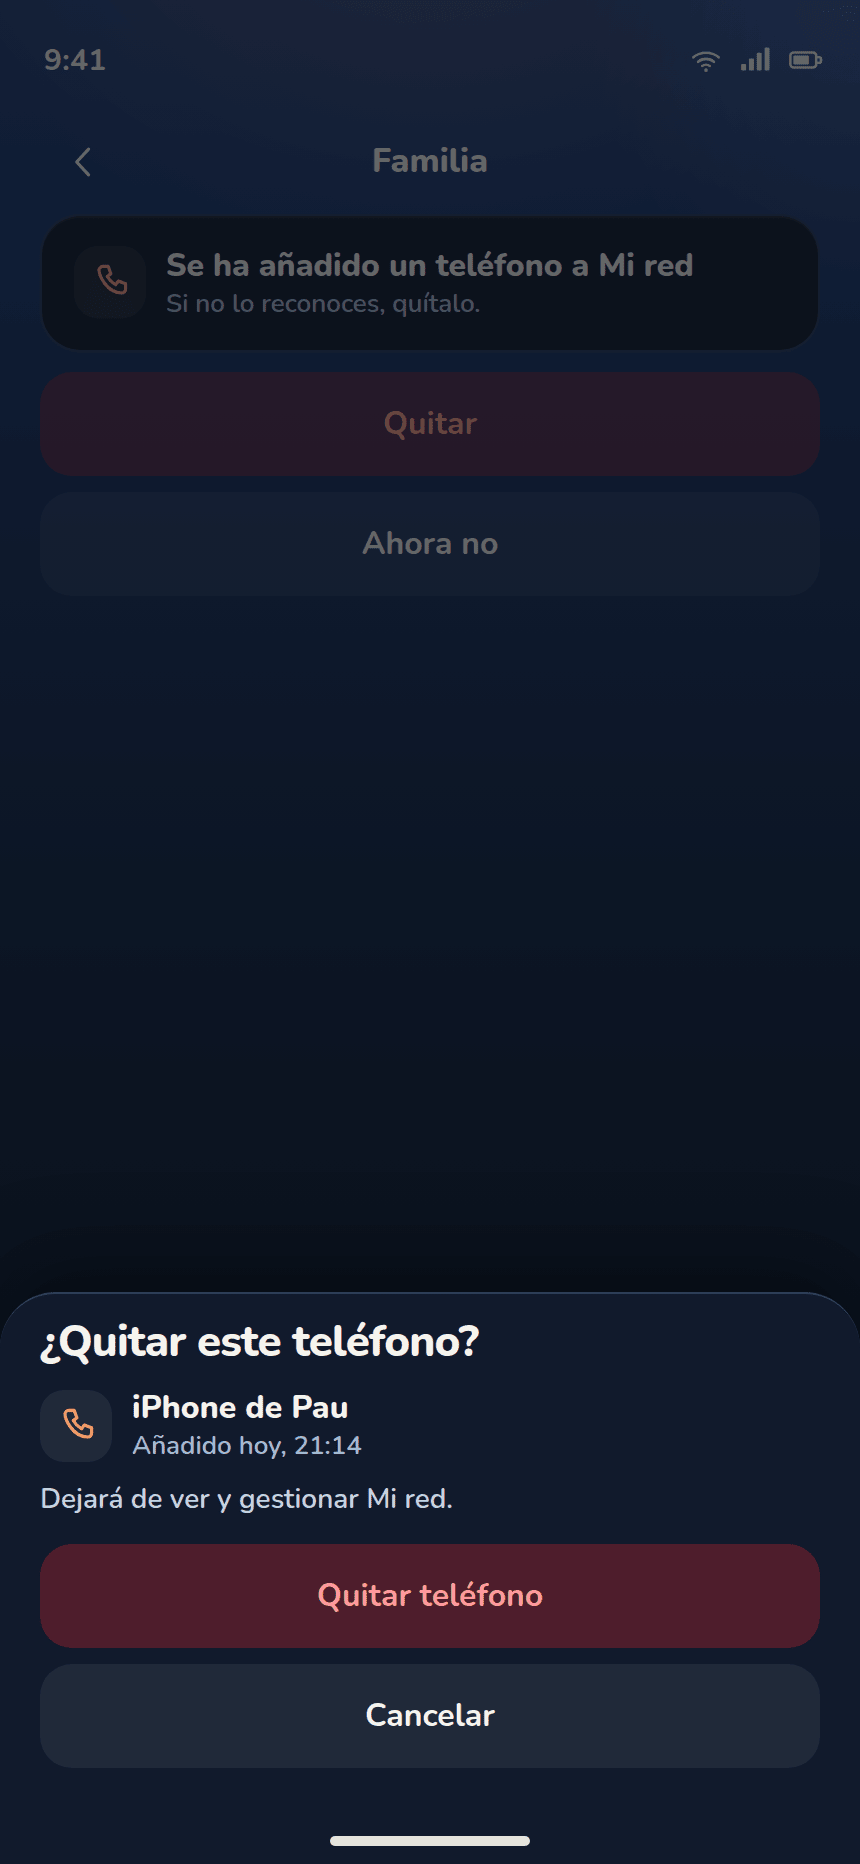 9:41
Familia
Se ha añadido un teléfono a Mi red
Si no lo reconoces, quítalo.
Quitar
Ahora no
¿Quitar este teléfono?
iPhone de Pau
Añadido hoy, 21:14
Dejará de ver y gestionar Mi red.
Quitar teléfono
Cancelar